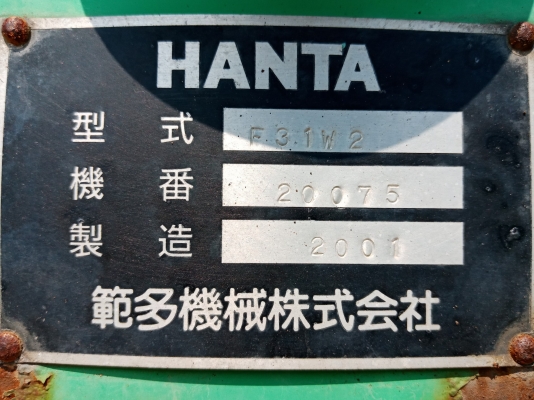 HANTA
型式 F31W2
機番 20075
製造 2001
範多機械株式会社